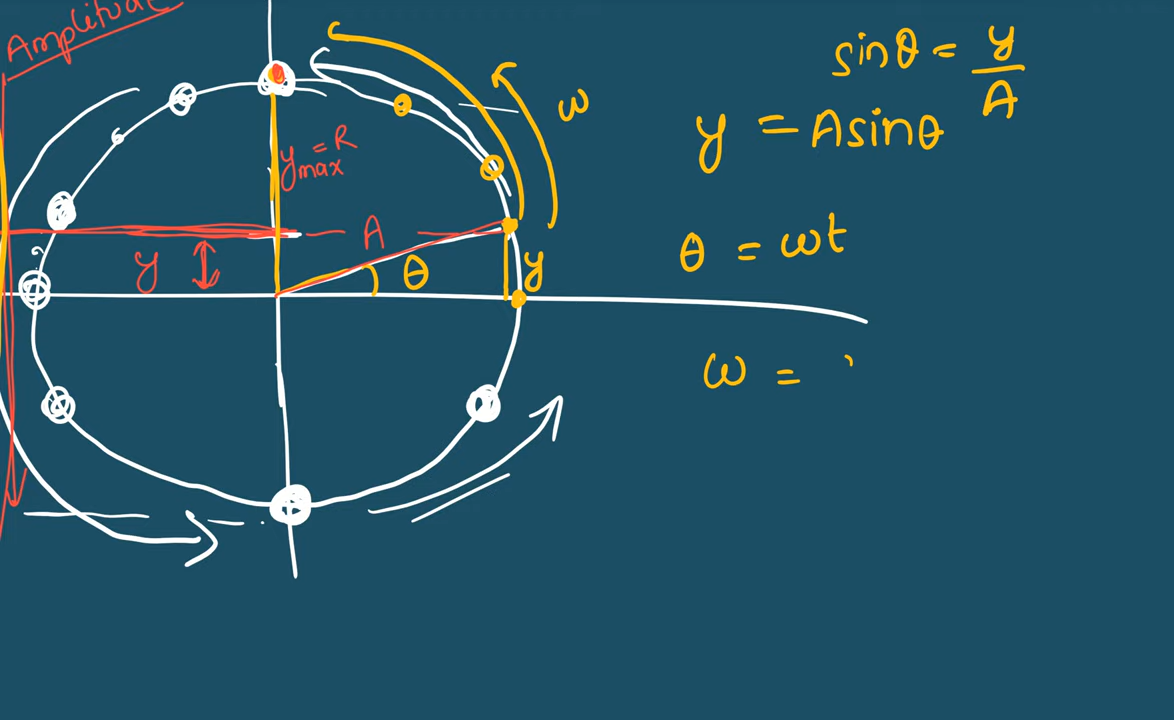 Amplitude
sinθ = y/A
ω
y = Asinθ
ymax = R
A
θ = ωt
y
θ
y
ω =